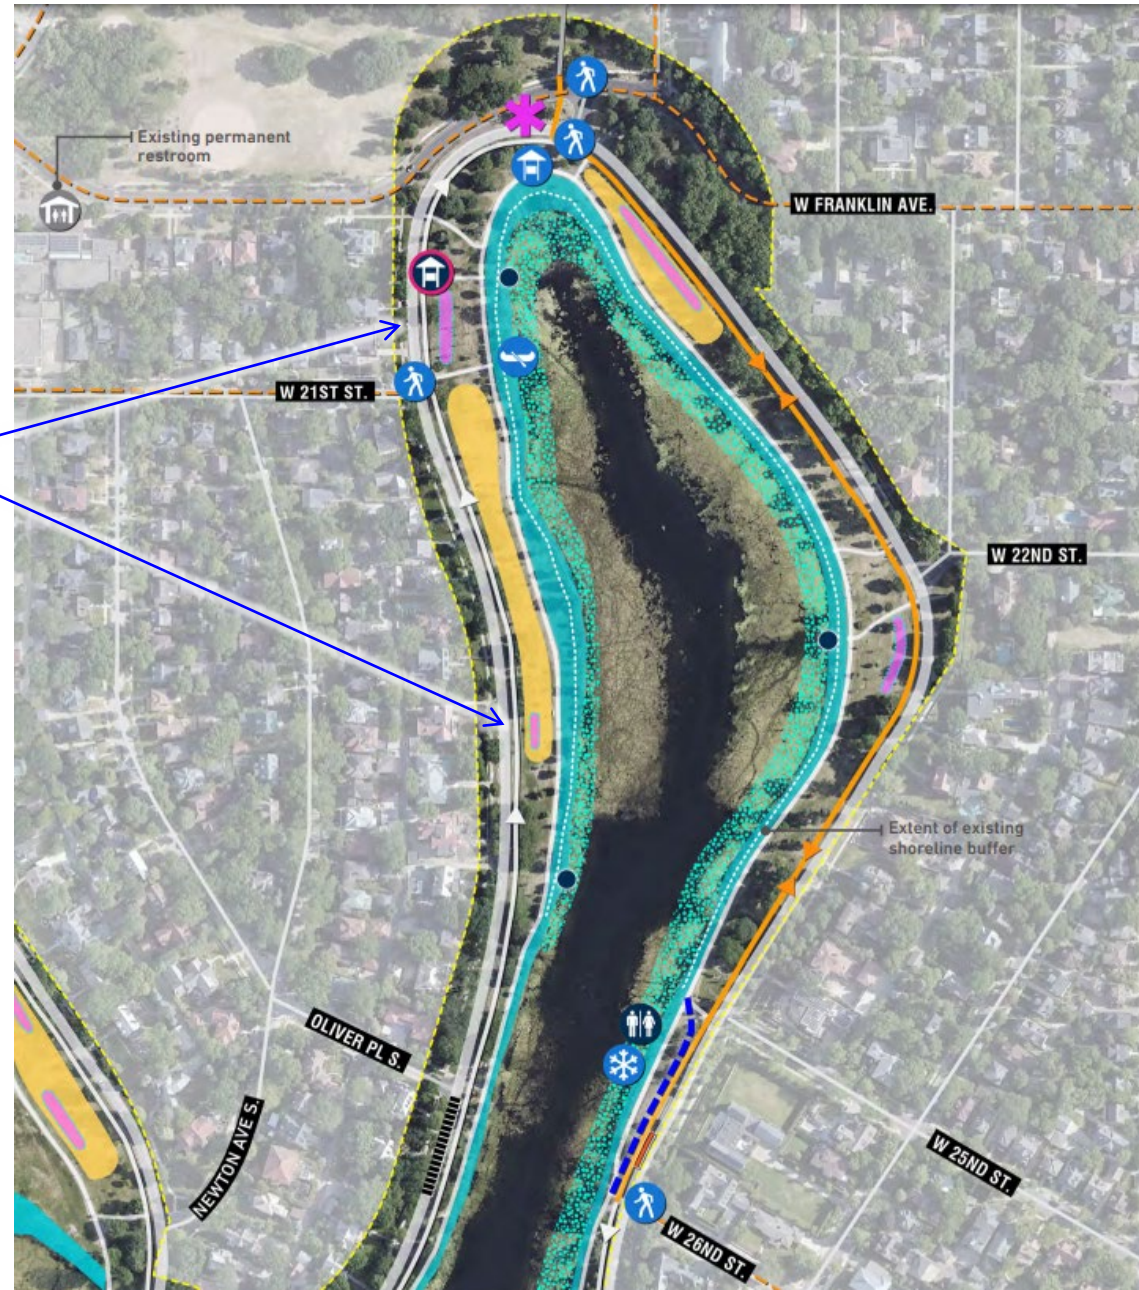 Existing permanent
restroom
W FRANKLIN AVE.
W 21ST ST.
W 22ND ST.
Extent of existing
shoreline buffer
OLIVER PL S.
NEWTON AVE S.
W 25ND ST.
W 26ND ST.